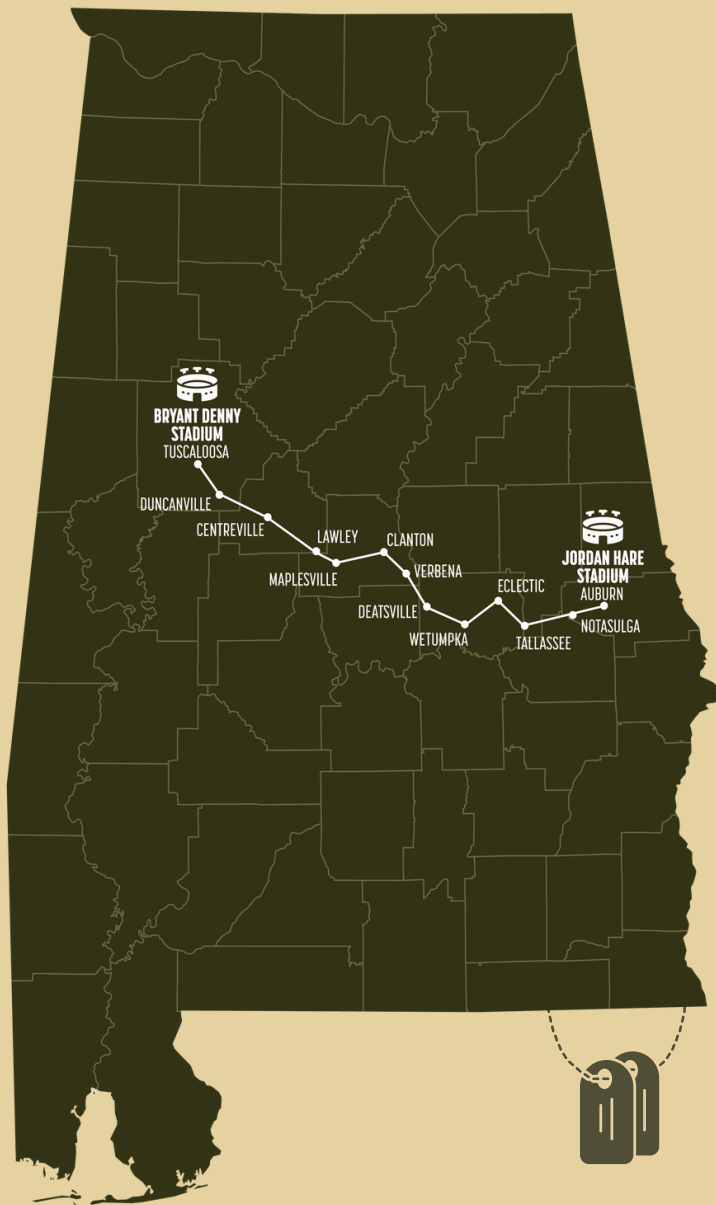 BRYANT DENNY
STADIUM
TUSCALOOSA
DUNCANVILLE
CENTREVILLE
LAWLEY
MAPLESVILLE
CLANTON
VERBENA
DEATSVILLE
WETUMPKA
ECLECTIC
TALLASSEE
JORDAN HARE
STADIUM
AUBURN
NOTASULGA